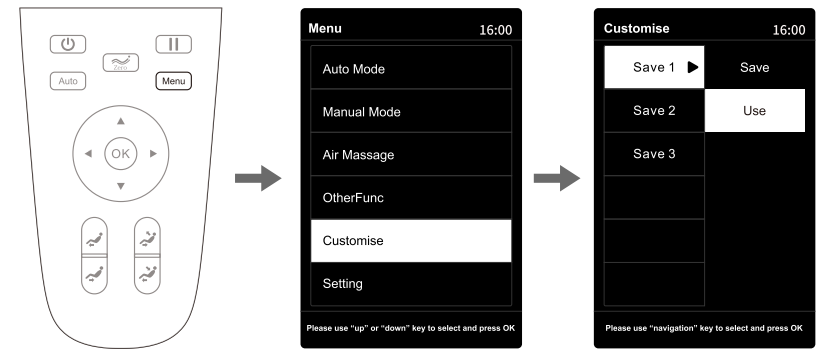 Zero
Auto
Menu
OK
Menu 16:00
Auto Mode
Manual Mode
Air Massage
OtherFunc
Customise
Setting
Please use “up” or “down” key to select and press OK
Customise 16:00
Save 1 Save
Save 2 Use
Save 3
Please use “navigation” key to select and press OK